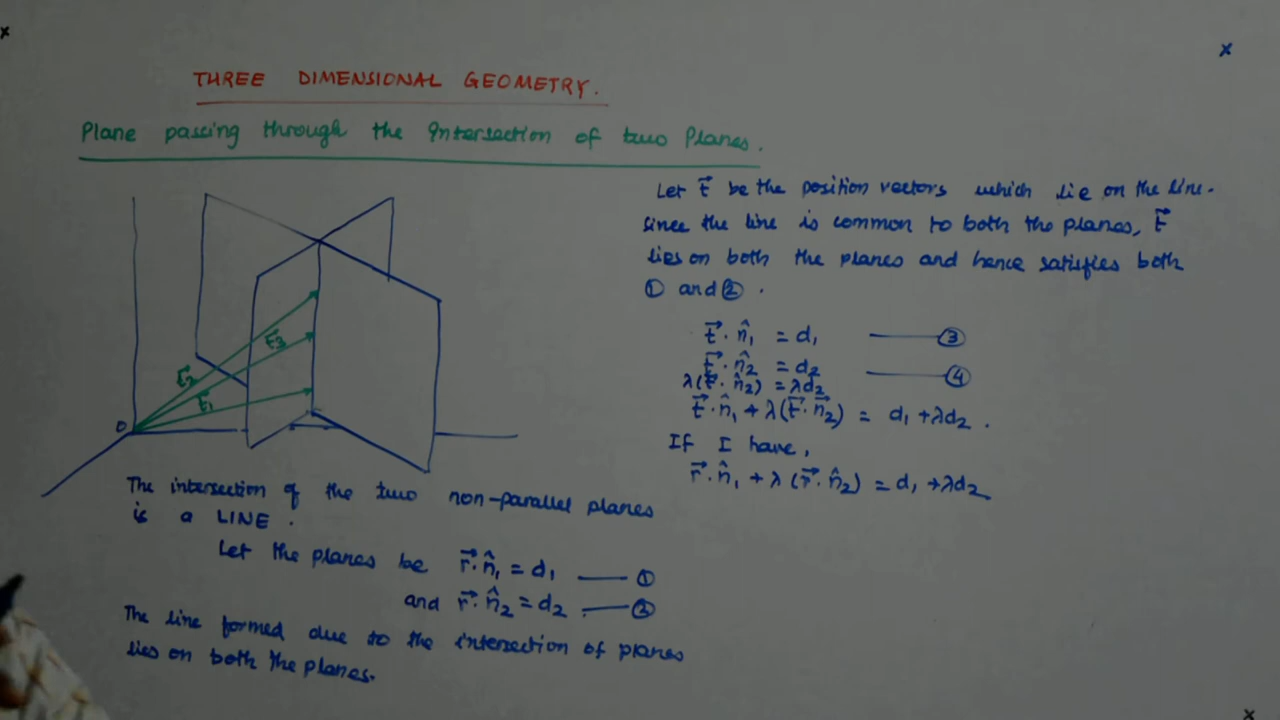 THREE DIMENSIONAL GEOMETRY.
Plane passing through the Intersection of two Planes.
O
t⃗₂
t⃗₃
t⃗₁
The intersection of the two non-parallel planes
is a LINE.
Let the planes be r⃗.n̂₁ = d₁ —— ①
and r⃗.n̂₂ = d₂ —— ②
The line formed due to the intersection of planes
lies on both the planes.
Let t⃗ be the position vectors which lie on the line.
since the line is common to both the planes, t⃗
lies on both the planes and hence satisfies both
① and ② .
t⃗.n̂₁ = d₁ —— ③
t⃗.n̂₂ = d₂ —— ④
λ(t⃗.n̂₂) = λd₂
t⃗.n̂₁ + λ(t⃗.n⃗₂) = d₁ + λd₂ .
If I have,
r⃗.n̂₁ + λ(r⃗.n̂₂) = d₁ + λd₂